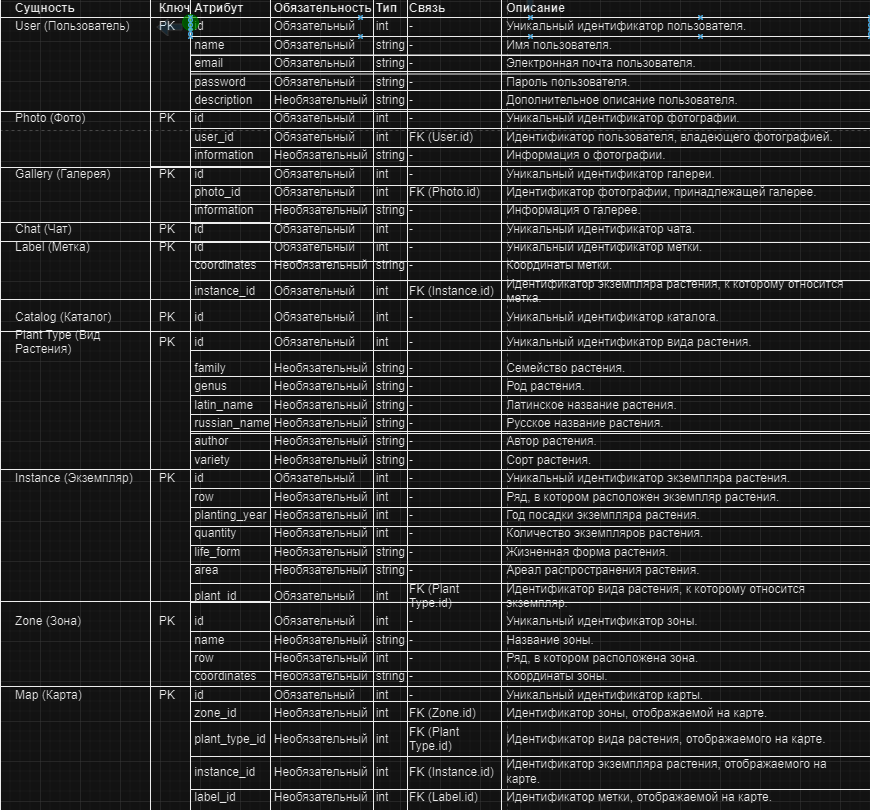 Сущность Ключ Атрибут Обязательность Тип Связь Описание
User (Пользователь) PK id Обязательный int - Уникальный идентификатор пользователя.
name Обязательный string - Имя пользователя.
email Обязательный string - Электронная почта пользователя.
password Обязательный string - Пароль пользователя.
description Необязательный string - Дополнительное описание пользователя.
Photo (Фото) PK id Обязательный int - Уникальный идентификатор фотографии.
user_id Обязательный int FK (User.id) Идентификатор пользователя, владеющего фотографией.
information Необязательный string - Информация о фотографии.
Gallery (Галерея) PK id Обязательный int - Уникальный идентификатор галереи.
photo_id Обязательный int FK (Photo.id) Идентификатор фотографии, принадлежащей галерее.
information Необязательный string - Информация о галерее.
Chat (Чат) PK id Обязательный int - Уникальный идентификатор чата.
Label (Метка) PK id Обязательный int - Уникальный идентификатор метки.
coordinates Необязательный string - Координаты метки.
instance_id Обязательный int FK (Instance.id) Идентификатор экземпляра растения, к которому относится
метка.
Catalog (Каталог) PK id Обязательный int - Уникальный идентификатор каталога.
Plant Type (Вид
Растения) PK id Обязательный int - Уникальный идентификатор вида растения.
family Необязательный string - Семейство растения.
genus Необязательный string - Род растения.
latin_name Необязательный string - Латинское название растения.
russian_name Необязательный string - Русское название растения.
author Необязательный string - Автор растения.
variety Необязательный string - Сорт растения.
Instance (Экземпляр) PK id Обязательный int - Уникальный идентификатор экземпляра растения.
row Необязательный int - Ряд, в котором расположен экземпляр растения.
planting_year Необязательный int - Год посадки экземпляра растения.
quantity Необязательный int - Количество экземпляров растения.
life_form Необязательный string - Жизненная форма растения.
area Необязательный string - Ареал распространения растения.
plant_id Обязательный int FK (Plant
Type.id) Идентификатор вида растения, к которому относится
экземпляр.
Zone (Зона) PK id Обязательный int - Уникальный идентификатор зоны.
name Необязательный string - Название зоны.
row Необязательный int - Ряд, в котором расположена зона.
coordinates Необязательный string - Координаты зоны.
Map (Карта) PK id Обязательный int - Уникальный идентификатор карты.
zone_id Необязательный int FK (Zone.id) Идентификатор зоны, отображаемой на карте.
plant_type_id Необязательный int FK (Plant
Type.id) Идентификатор вида растения, отображаемого на карте.
instance_id Необязательный int FK (Instance.id) Идентификатор экземпляра растения, отображаемого на
карте.
label_id Необязательный int FK (Label.id) Идентификатор метки, отображаемой на карте.